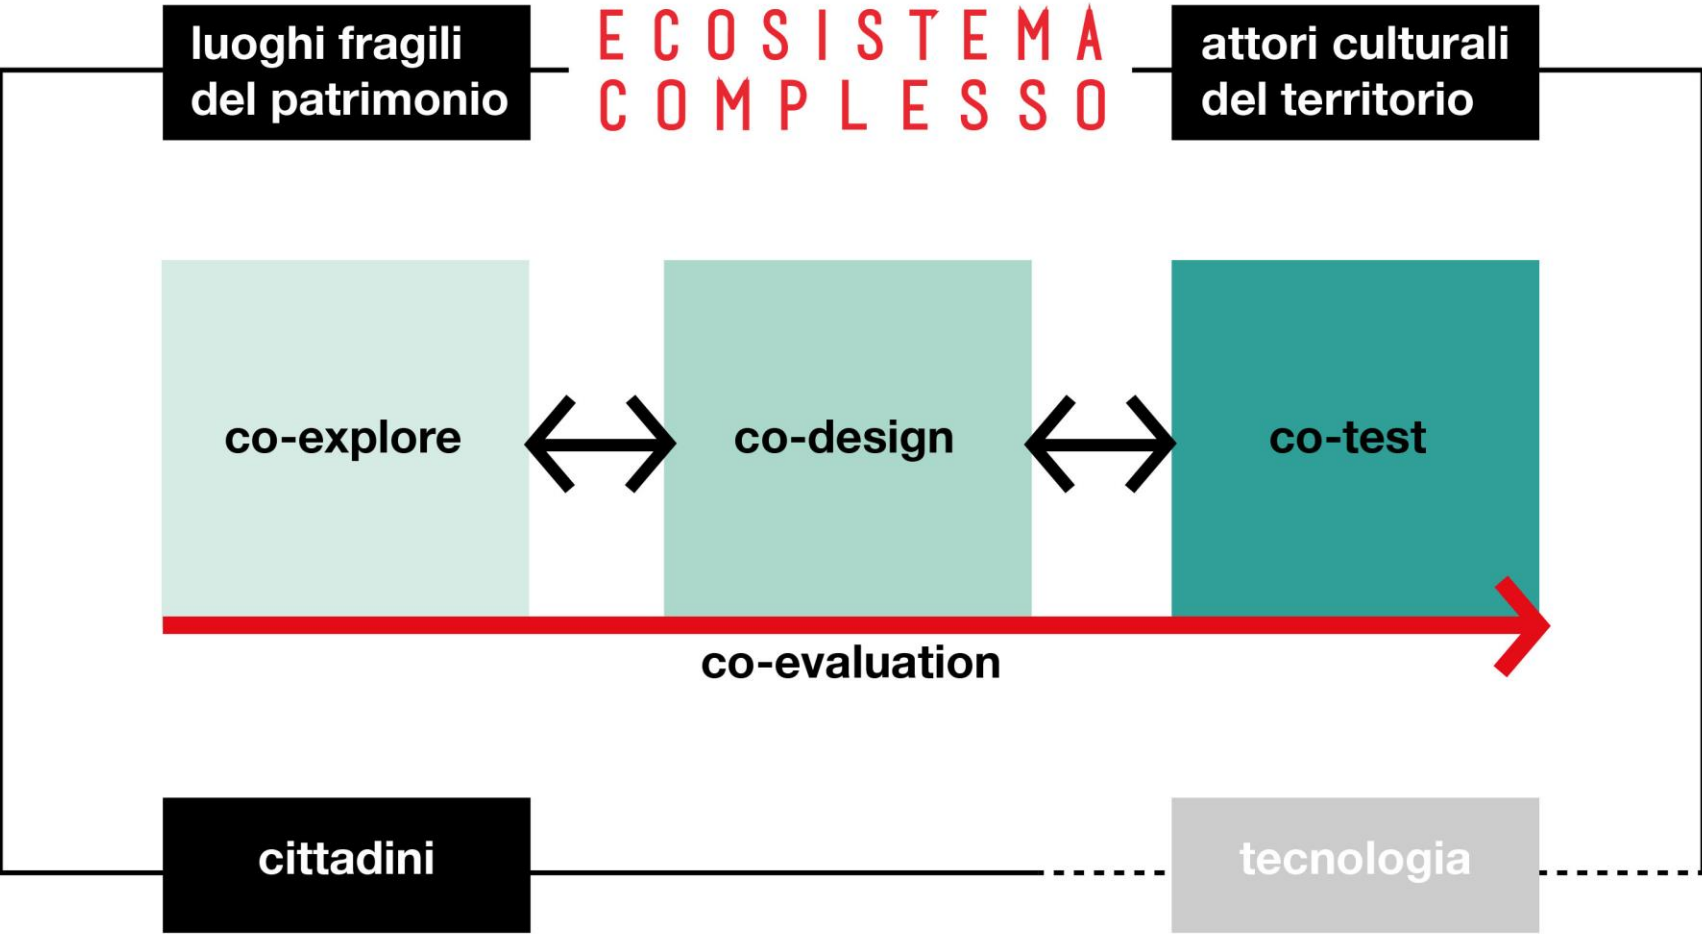 luoghi fragili
del patrimonio
ECOSISTEMA
COMPLESSO
attori culturali
del territorio
co-explore
co-design
co-test
co-evaluation
cittadini
tecnologia